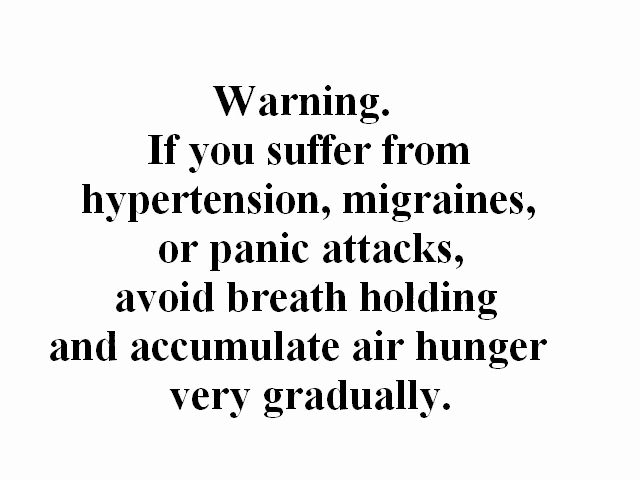 Warning.
If you suffer from
hypertension, migraines,
or panic attacks,
avoid breath holding
and accumulate air hunger
very gradually.